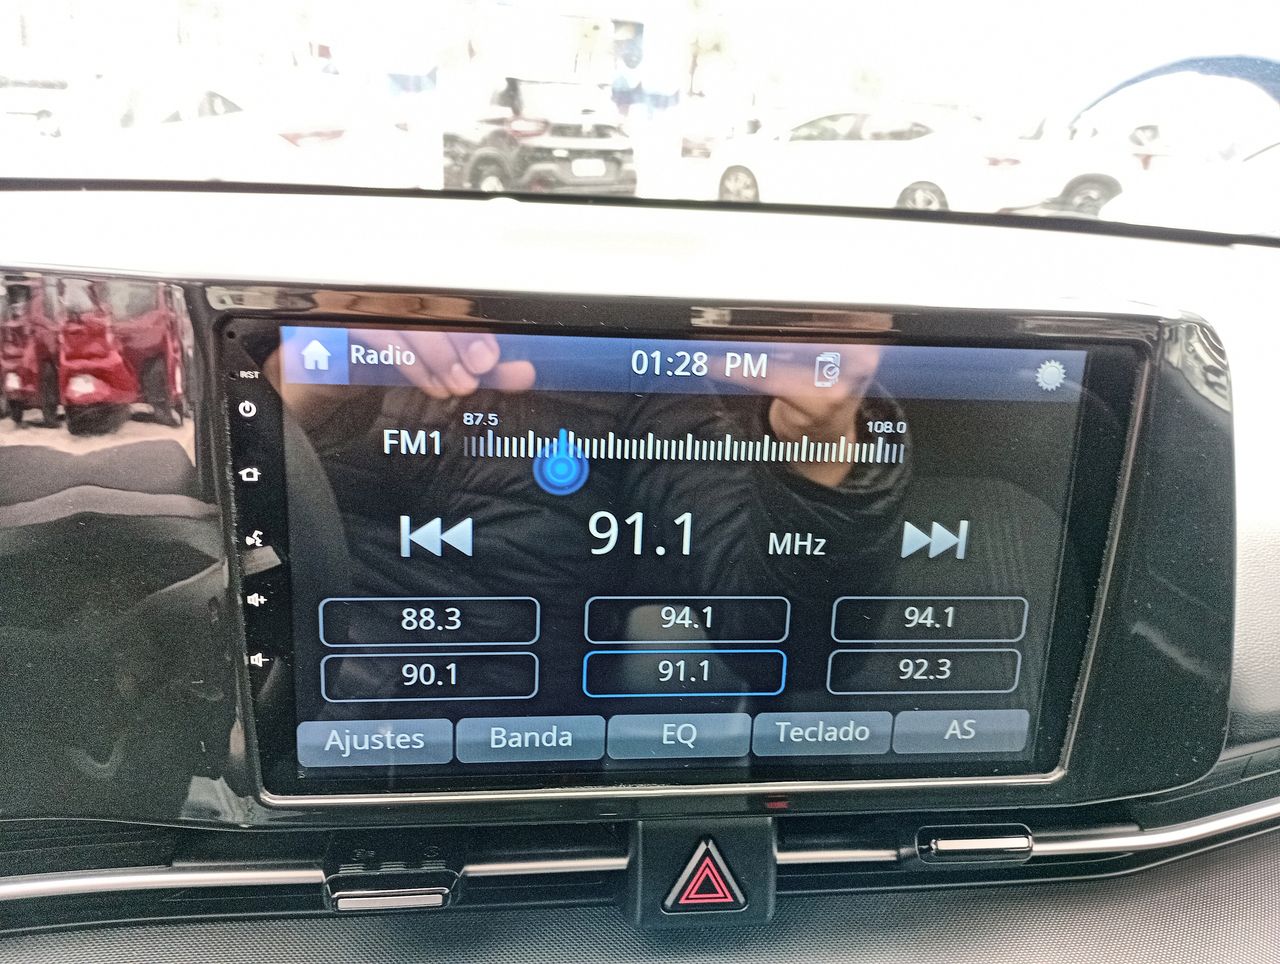 Radio 01:28 PM
RST
87.5 108.0
FM1
91.1 MHz
88.3 94.1 94.1
90.1 91.1 92.3
Ajustes Banda EQ Teclado AS